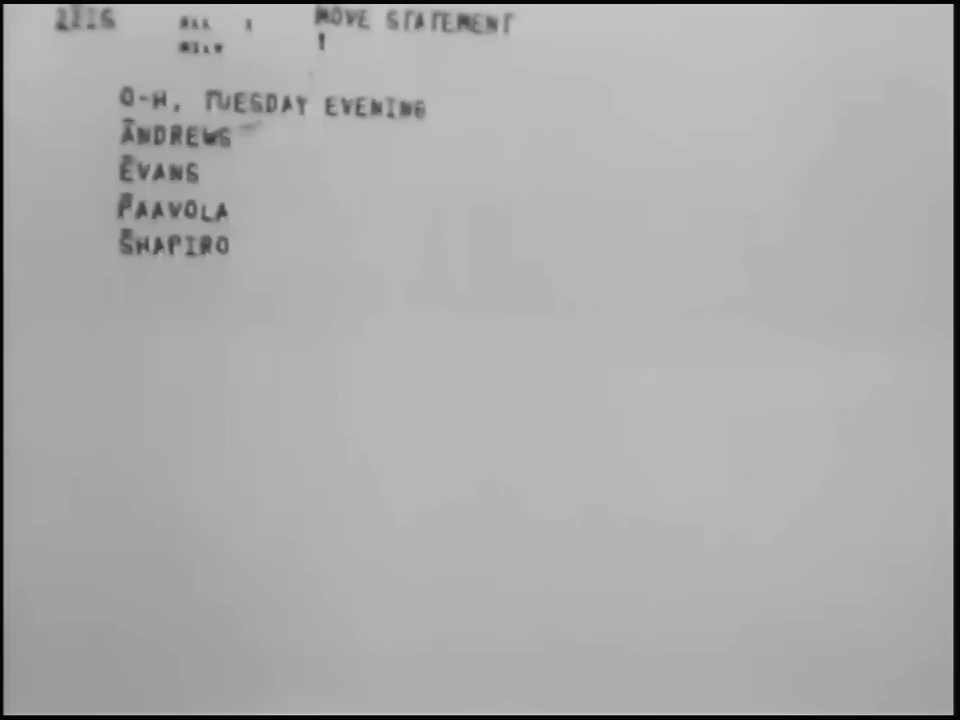 MOVE STATEMENT
O-H, TUESDAY EVENING
ANDREWS
EVANS
PAAVOLA
SHAPIRO